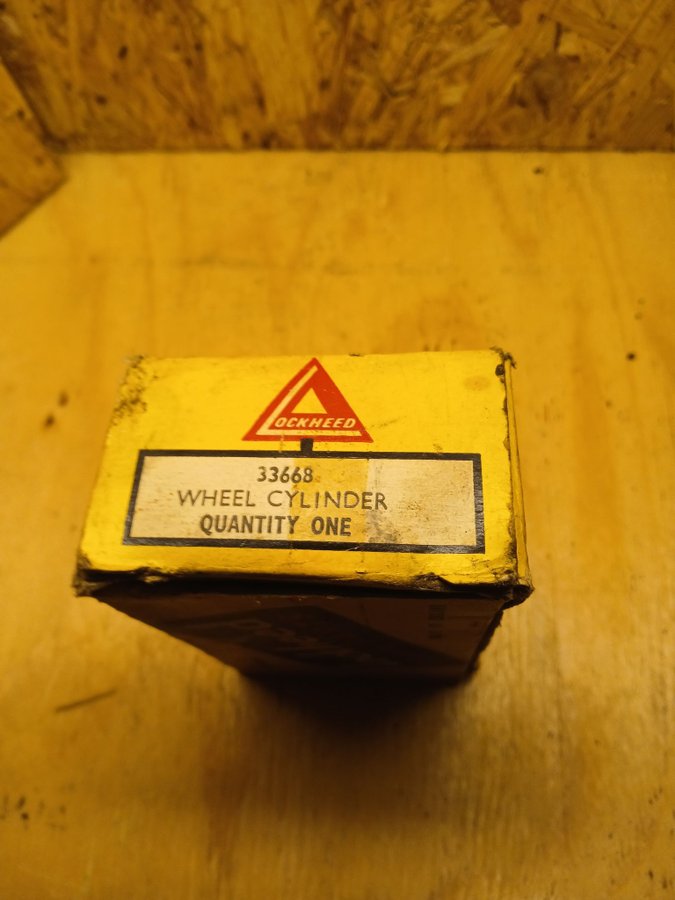 LOCKHEED
33668
WHEEL CYLINDER
QUANTITY ONE